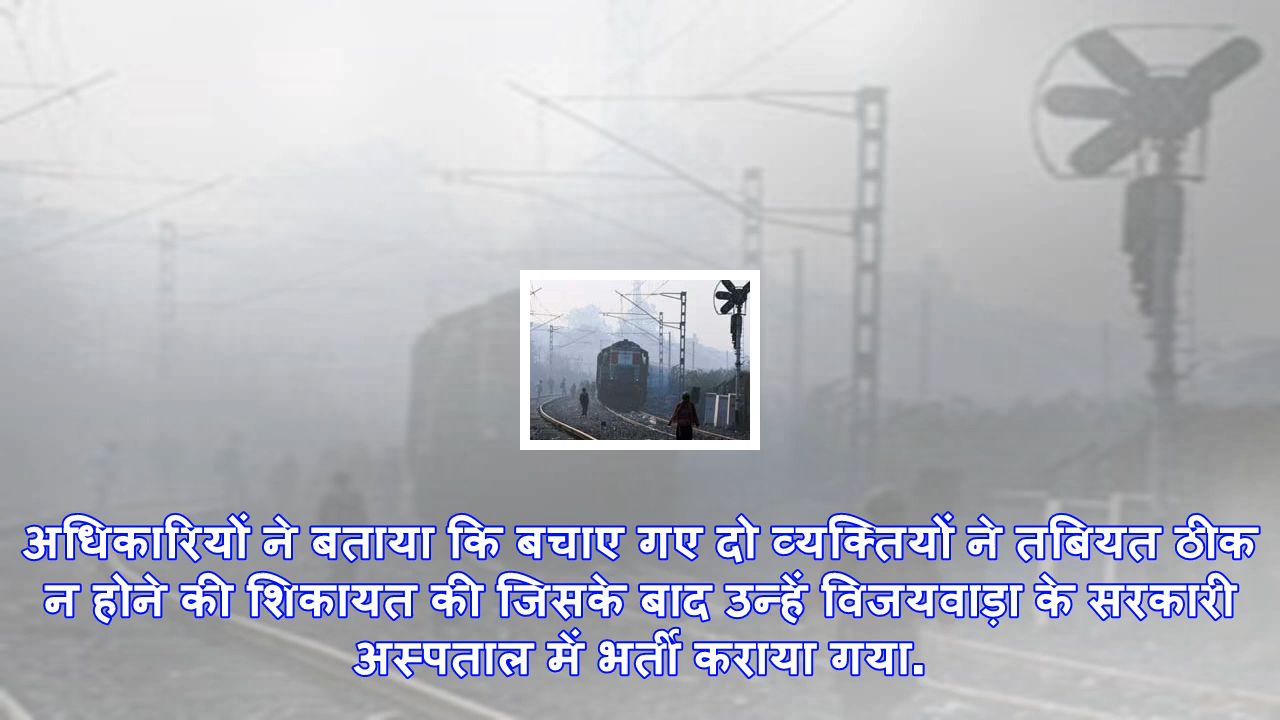 अधिकारियों ने बताया कि बचाए गए दो व्यक्तियों ने तबियत ठीक
न होने की शिकायत की जिसके बाद उन्हें विजयवाड़ा के सरकारी
अस्पताल में भर्ती कराया गया.